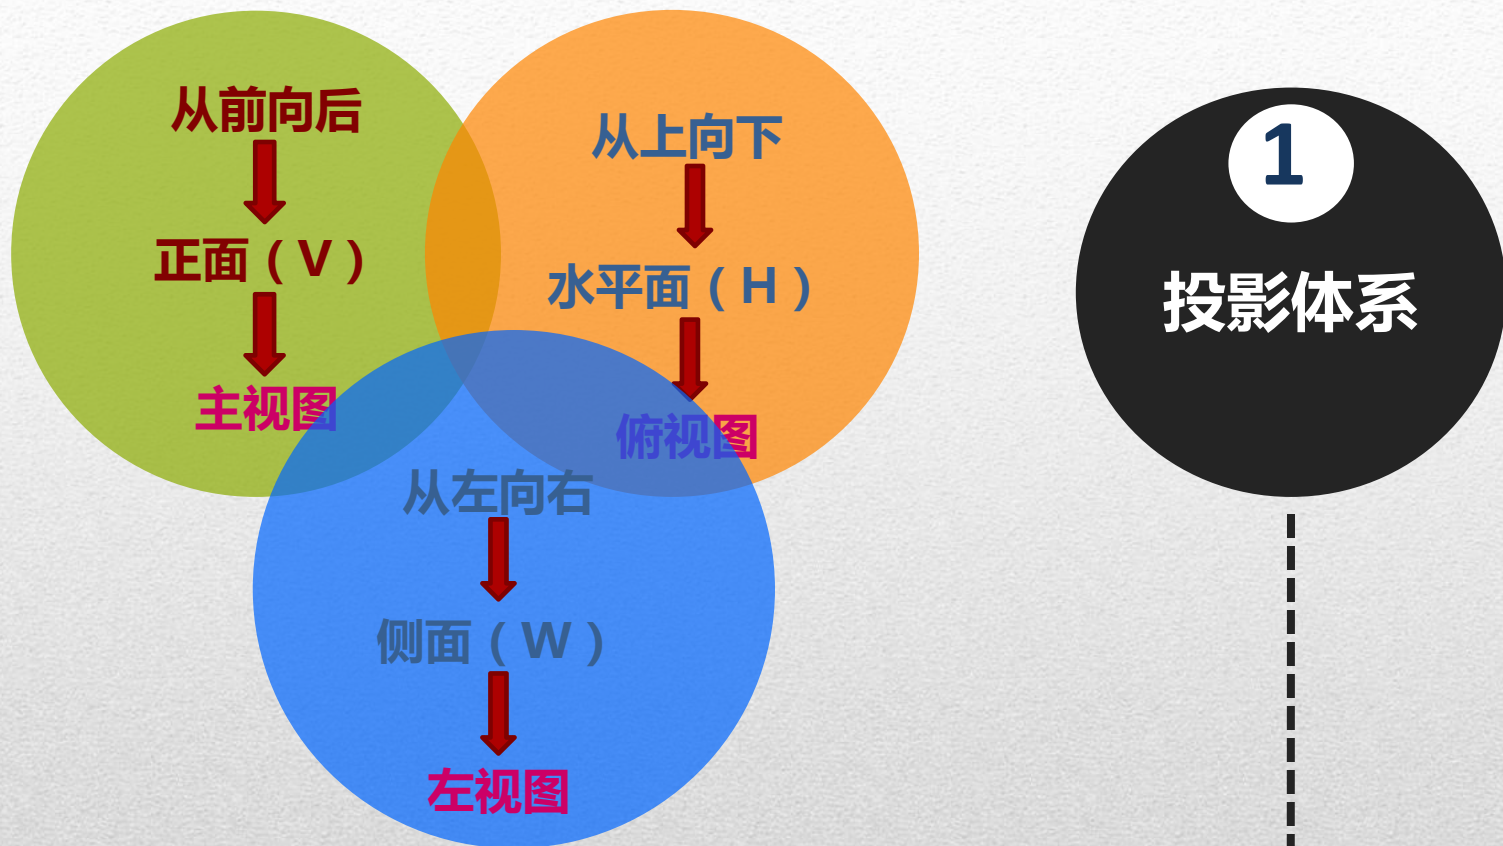 从前向后
正面（V）
主视图
从上向下
水平面（H）
俯视图
从左向右
侧面（W）
左视图
1
投影体系